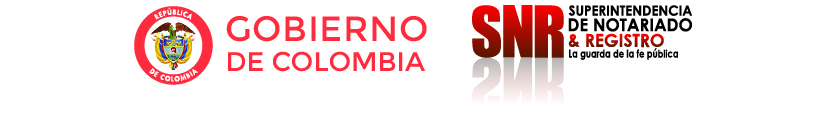 REPÚBLICA
DE COLOMBIA
GOBIERNO
DE COLOMBIA
SNR
SUPERINTENDENCIA
DE NOTARIADO
& REGISTRO
La guarda de la fe pública